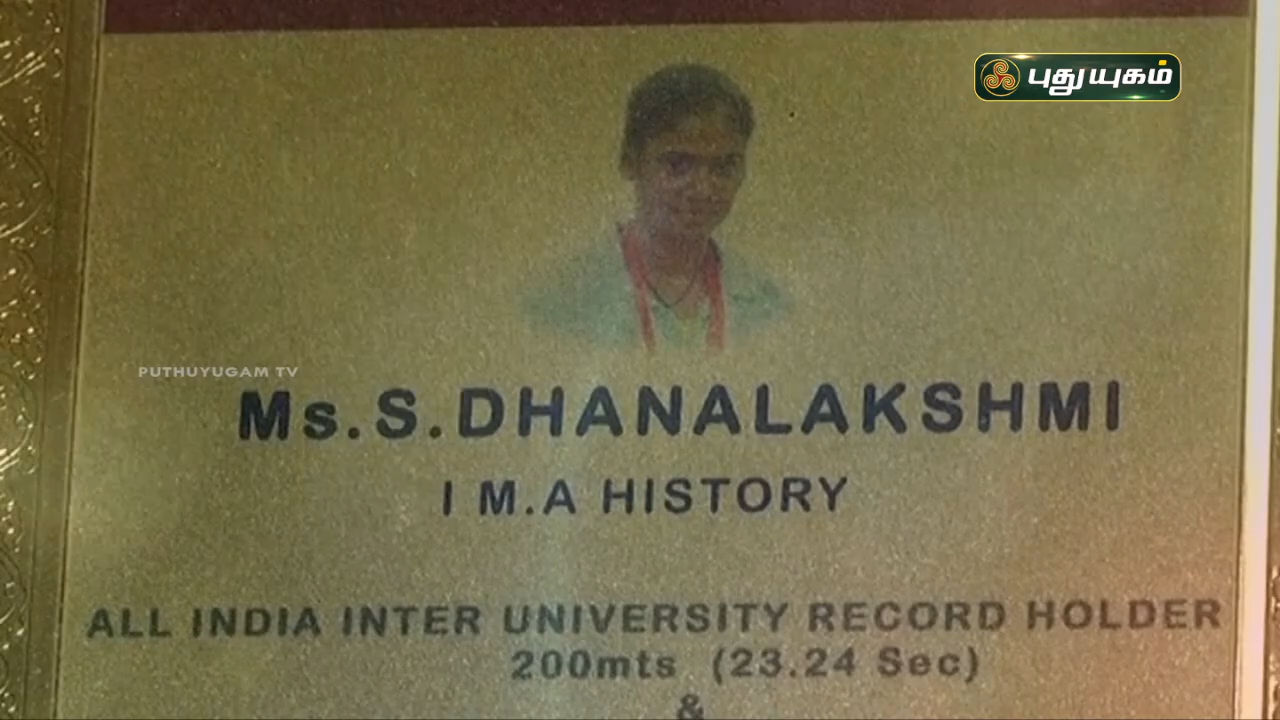 புதுயுகம்
PUTHUYUGAM TV
Ms.S.DHANALAKSHMI
I M.A HISTORY
ALL INDIA INTER UNIVERSITY RECORD HOLDER
200mts (23.24 Sec)
&